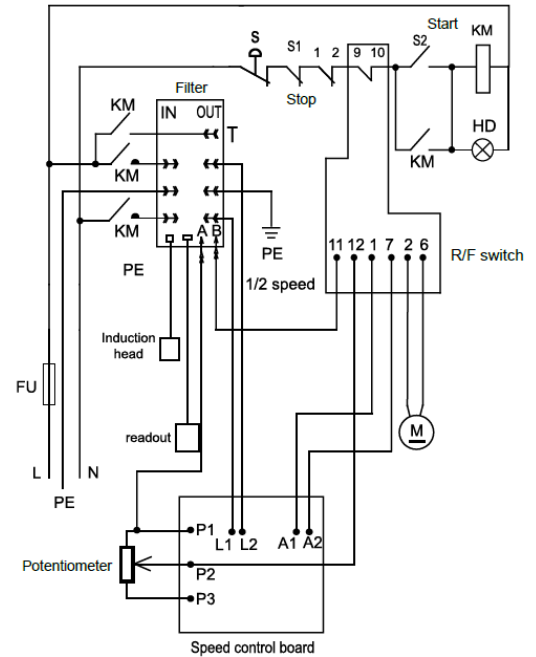 Start
S
S1
S2
KM
1 2 9 10
Stop
Filter
KM
IN OUT
T
HD
KM
KM
KM
A B
PE
PE
11 12 1 7 2 6
R/F switch
1/2 speed
Induction
head
FU
readout
M
L N
PE
P1
L1 L2 A1 A2
Potentiometer
P2
P3
Speed control board